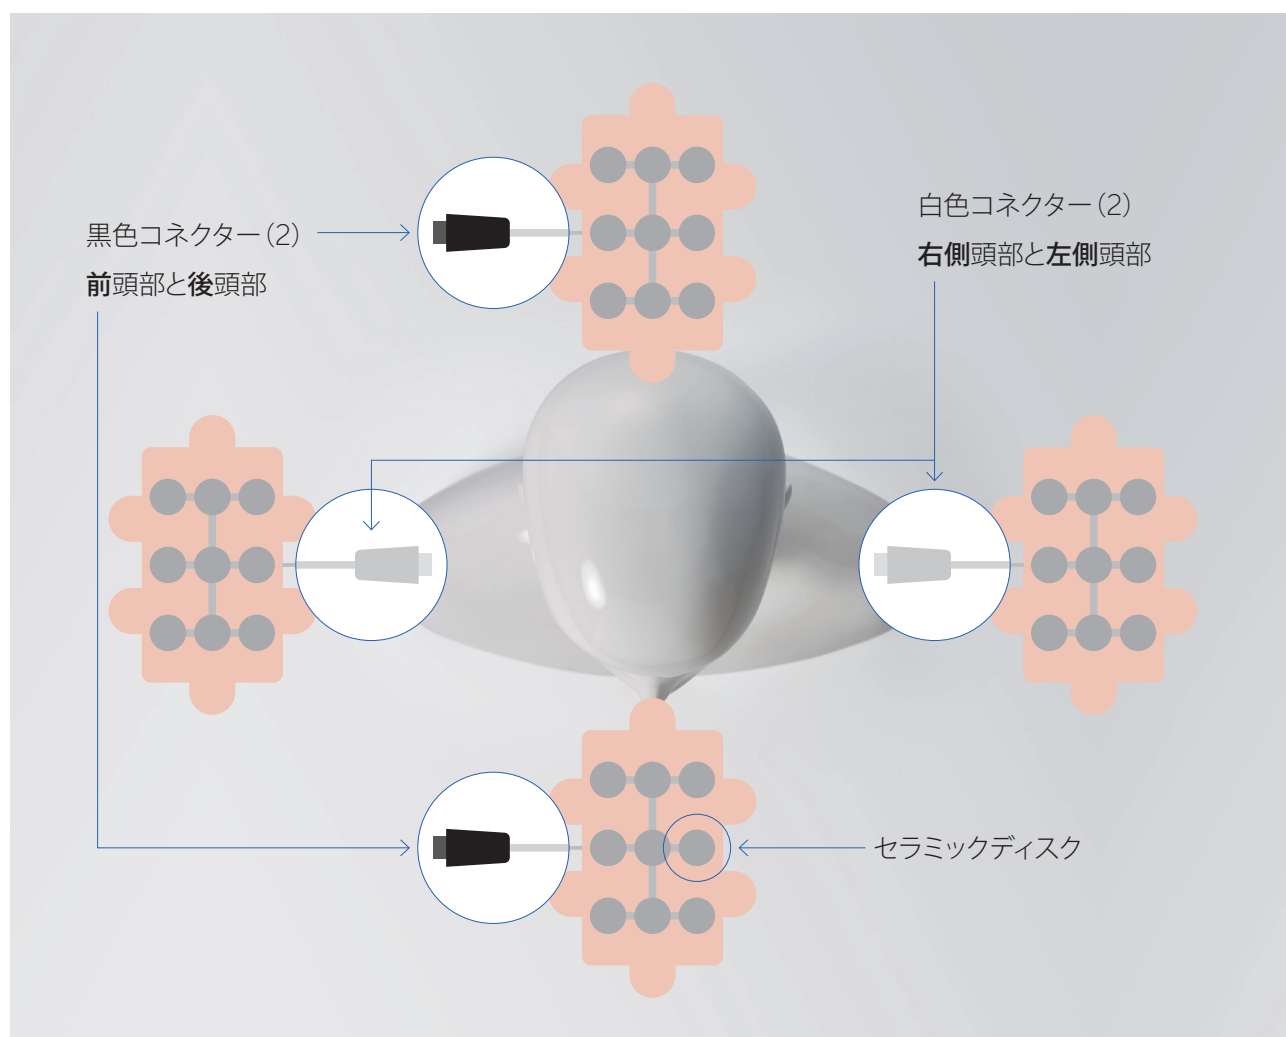 黒色コネクター(2)
前頭部と後頭部
白色コネクター(2)
右側頭部と左側頭部
セラミックディスク